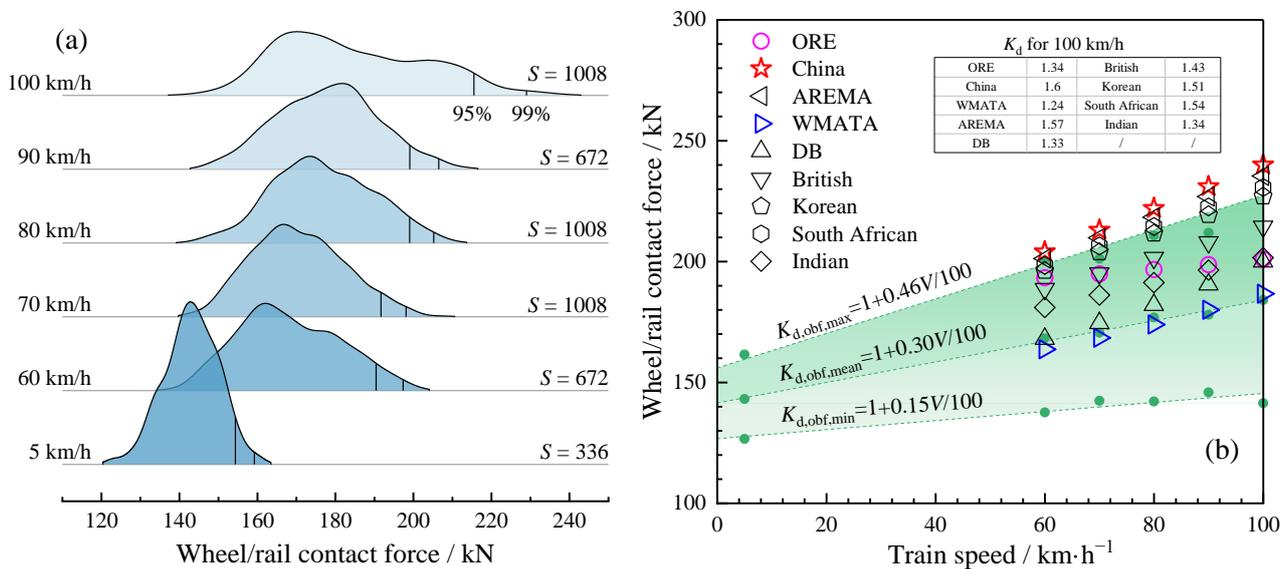 (a)
100 km/h
S = 1008
95% 99%
90 km/h
S = 672
80 km/h
S = 1008
70 km/h
S = 1008
60 km/h
S = 672
5 km/h
S = 336
120 140 160 180 200 220 240
Wheel/rail contact force / kN
Wheel/rail contact force / kN
300
250
200
150
100
ORE
China
AREMA
WMATA
DB
British
Korean
South African
Indian
Kd for 100 km/h
ORE 1.34 British 1.43
China 1.6 Korean 1.51
WMATA 1.24 South African 1.54
AREMA 1.57 Indian 1.34
DB 1.33 / /
Kd,obf,max=1+0.46V/100
Kd,obf,mean=1+0.30V/100
Kd,obf,min=1+0.15V/100
(b)
0 20 40 60 80 100
Train speed / km·h−1